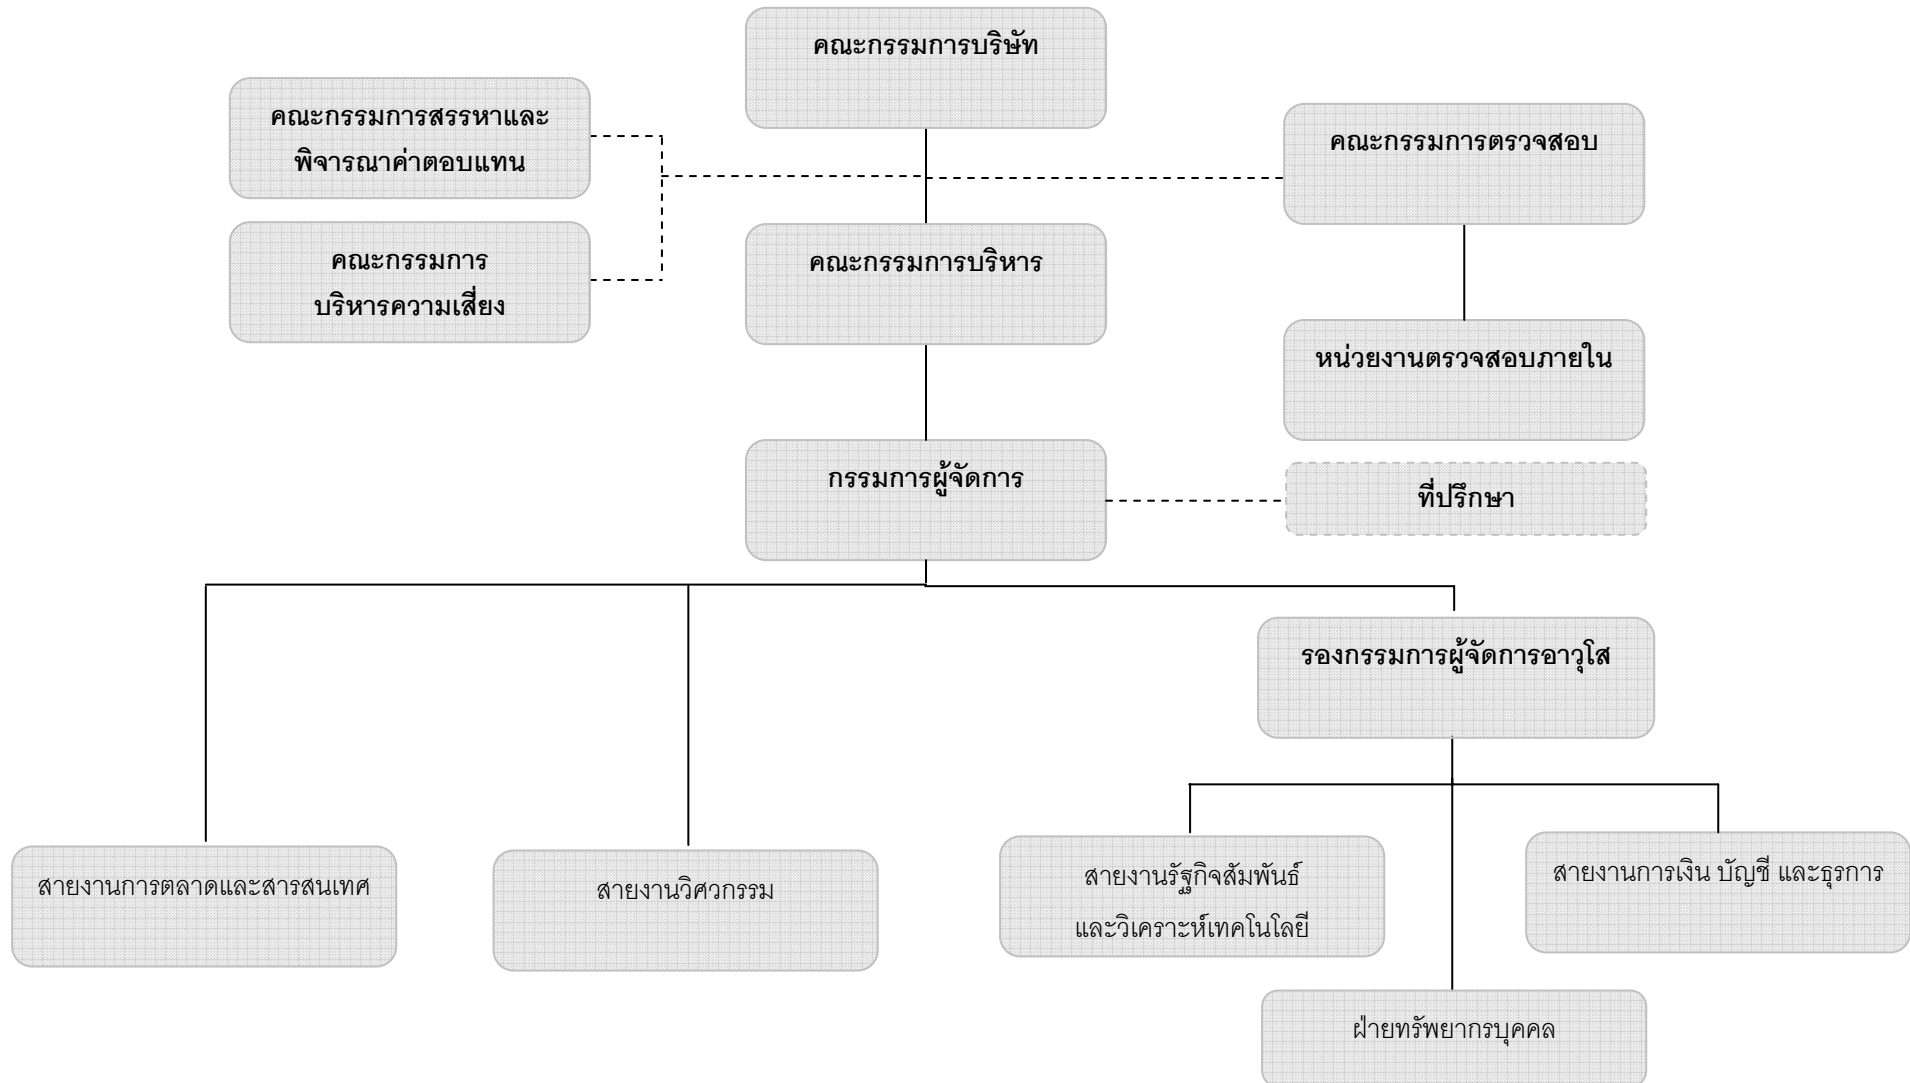 คณะกรรมการบริษัท
คณะกรรมการสรรหาและ
พิจารณาค่าตอบแทน
คณะกรรมการตรวจสอบ
คณะกรรมการ
บริหารความเสี่ยง
คณะกรรมการบริหาร
หน่วยงานตรวจสอบภายใน
กรรมการผู้จัดการ
ที่ปรึกษา
รองกรรมการผู้จัดการอาวุโส
สายงานการตลาดและสารสนเทศ
สายงานวิศวกรรม
สายงานรัฐกิจสัมพันธ์
และวิเคราะห์เทคโนโลยี
สายงานการเงิน บัญชี และธุรการ
ฝ่ายทรัพยากรบุคคล